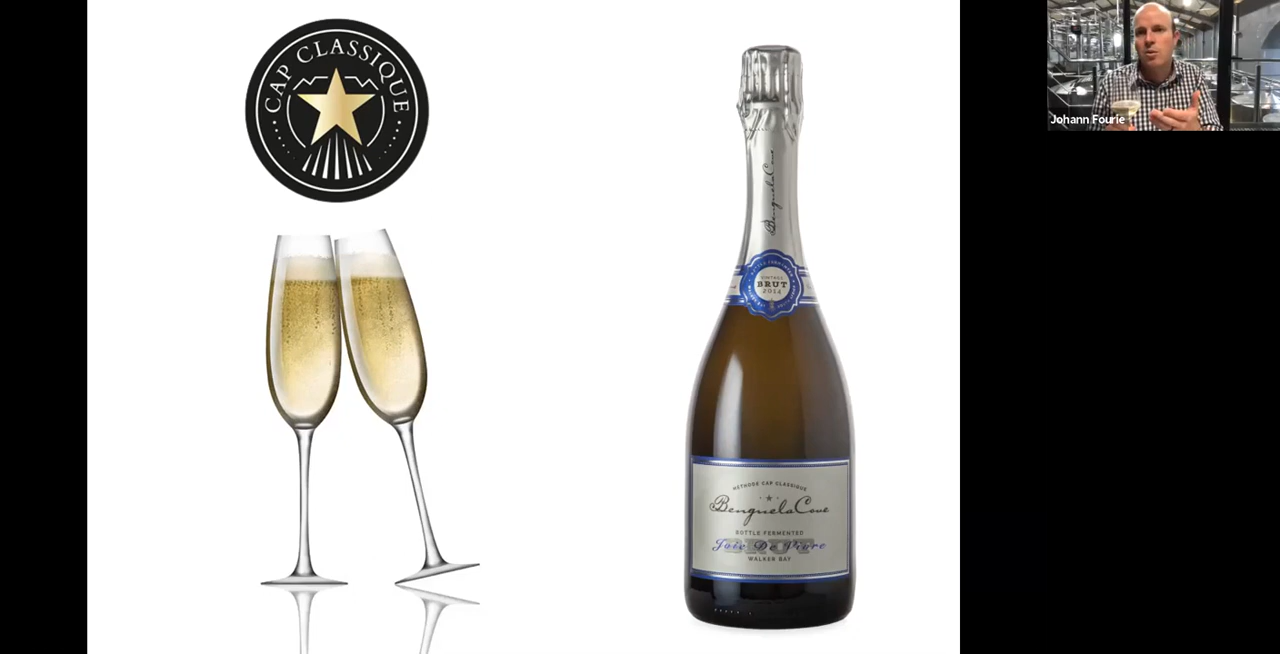 CAP CLASSIQUE
Johann Fourie
Benguela Cove
VINTAGE
BRUT
2014
METHODE CAP CLASSIQUE
Benguela Cove
BOTTLE FERMENTED
Joie De Vivre
WALKER BAY